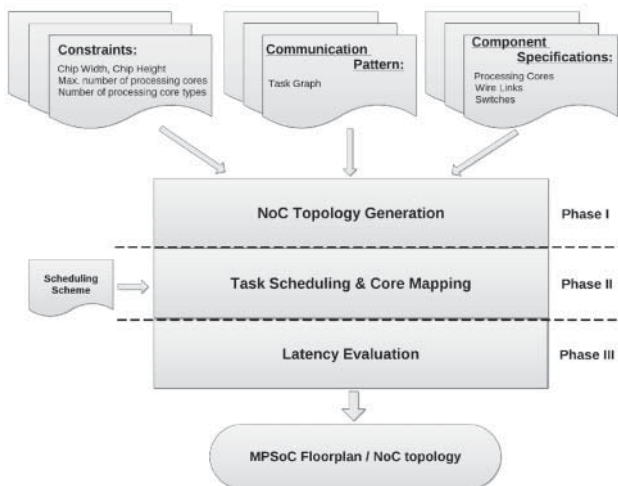 Constraints:
Chip Width, Chip Height
Max. number of processing cores
Number of processing core types
Communication
Pattern:
Task Graph
Component
Specifications:
Processing Cores
Wire Links
Switches
NoC Topology Generation
Phase I
Scheduling
Scheme
Task Scheduling & Core Mapping
Phase II
Latency Evaluation
Phase III
MPSoC Floorplan / NoC topology